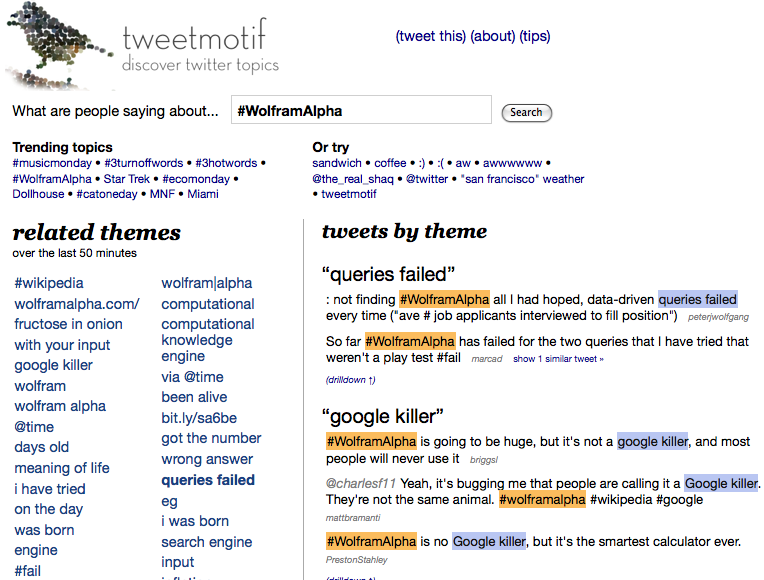 tweetmotif
discover twitter topics
(tweet this) (about) (tips)
What are people saying about... #WolframAlpha Search
Trending topics
#musicmonday • #3turnoffwords • #3hotwords •
#WolframAlpha • Star Trek • #ecomonday •
Dollhouse • #catoneday • MNF • Miami
Or try
sandwich • coffee • :) • :( • aw • awwwwww •
@the_real_shaq • @twitter • "san francisco" weather
• tweetmotif
related themes
over the last 50 minutes
#wikipedia
wolframalpha.com/
fructose in onion
with your input
google killer
wolfram
wolfram alpha
@time
days old
meaning of life
i have tried
on the day
was born
engine
#fail
wolfram|alpha
computational
computational
knowledge
engine
via @time
been alive
bit.ly/sa6be
got the number
wrong answer
queries failed
eg
i was born
search engine
input
tweets by theme
“queries failed”
: not finding #WolframAlpha all I had hoped, data-driven queries failed
every time ("ave # job applicants interviewed to fill position") peterjwolfgang
So far #WolframAlpha has failed for the two queries that I have tried that
weren't a play test #fail marcad show 1 similar tweet »
(drilldown ↑)
“google killer”
#WolframAlpha is going to be huge, but it's not a google killer, and most
people will never use it briggsl
@charlesf11 Yeah, it's bugging me that people are calling it a Google killer.
They're not the same animal. #wolframalpha #wikipedia #google
mattbramanti
#WolframAlpha is no Google killer, but it's the smartest calculator ever.
PrestonStahley
(drilldown ↑)